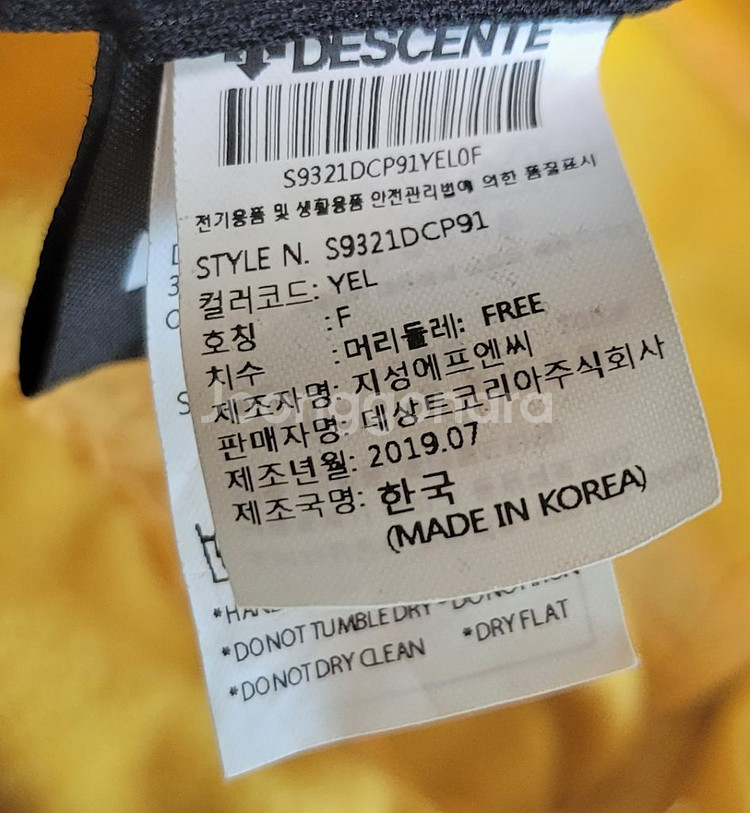 DESCENTE
S9321DCP91YEL0F
전기용품 및 생활용품 안전관리법에 의한 품질표시
STYLE N. S9321DCP91
컬러코드: YEL
호칭 :F
치수 :머리둘레: FREE
제조자명: 지성에프엔씨
판매자명: 데상트코리아주식회사
제조년월: 2019.07
제조국명: 한국
(MADE IN KOREA)
Joonggonara
*DO NOT TUMBLE DRY
*DO NOT DRY CLEAN *DRY FLAT